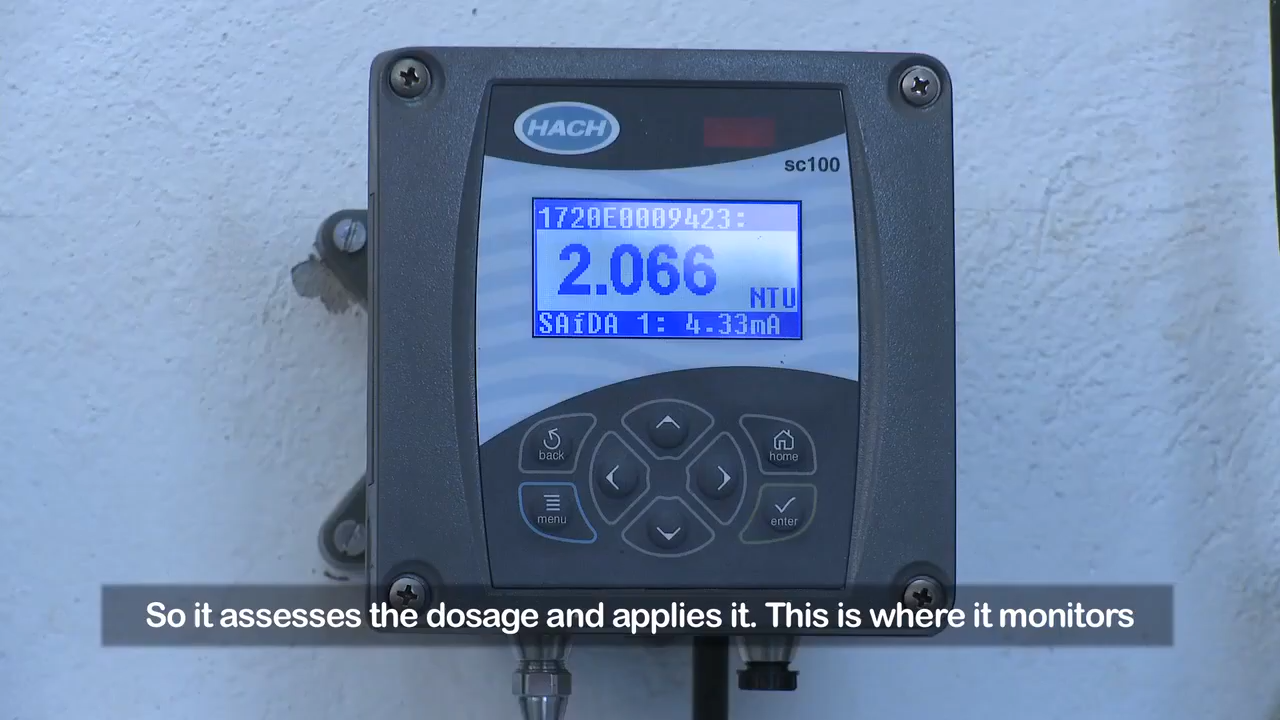 HACH
sc100
1720E0009423:
2.066
NTU
SAíDA 1: 4.33mA
back
home
menu
enter
So it assesses the dosage and applies it. This is where it monitors